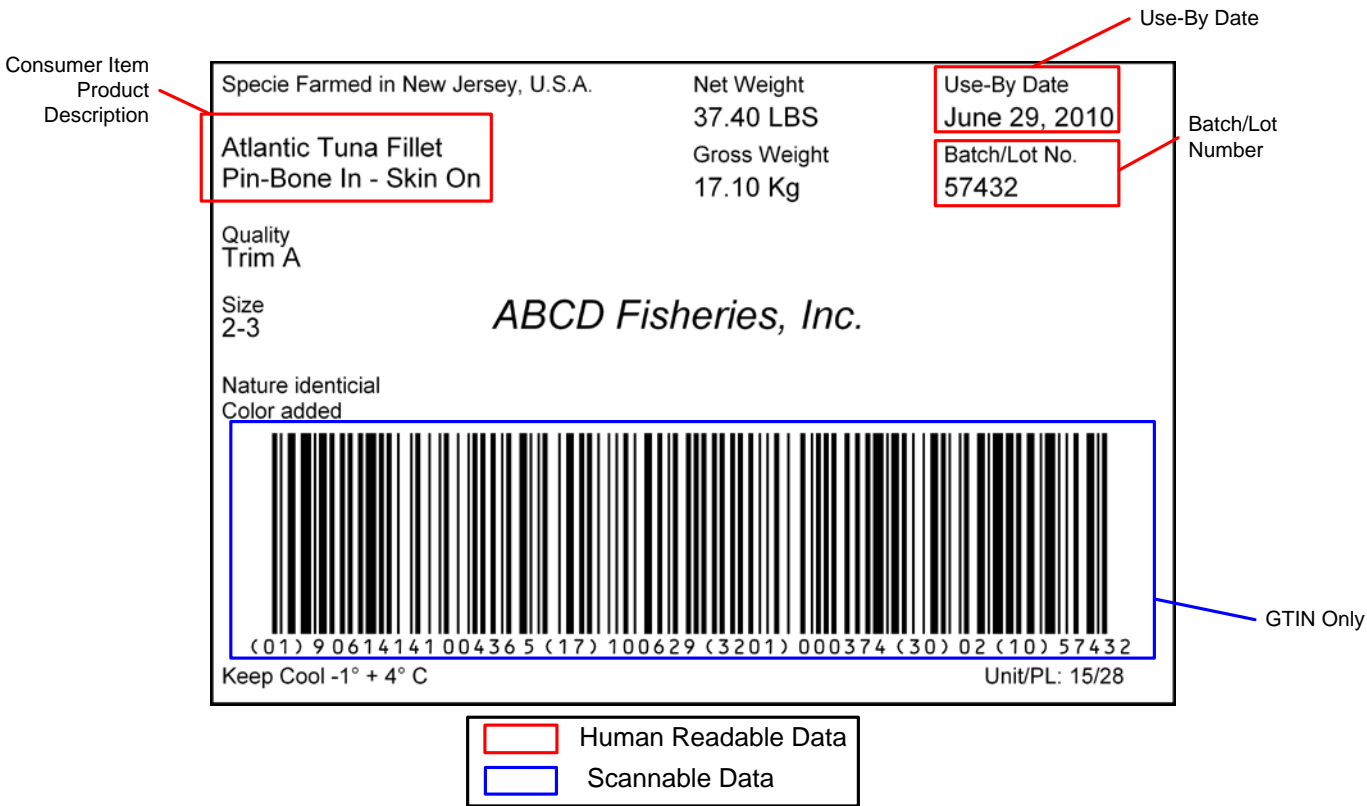 Use-By Date
Consumer Item
Product
Description
Specie Farmed in New Jersey, U.S.A.
Net Weight
37.40 LBS
Use-By Date
June 29, 2010
Batch/Lot
Number
Atlantic Tuna Fillet
Pin-Bone In - Skin On
Gross Weight
17.10 Kg
Batch/Lot No.
57432
Quality
Trim A
Size
2-3
ABCD Fisheries, Inc.
Nature identicial
Color added
GTIN Only
(01)90614141004365(17)100629(3201)000374(30)02(10)57432
Keep Cool -1° + 4° C
Unit/PL: 15/28
Human Readable Data
Scannable Data